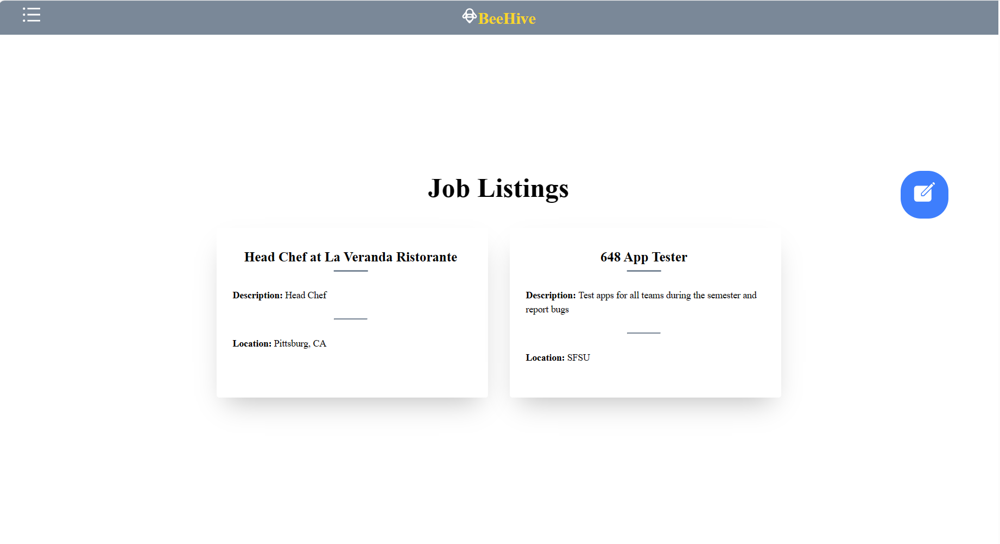 BeeHive
Job Listings
Head Chef at La Veranda Ristorante
Description: Head Chef
Location: Pittsburg, CA
648 App Tester
Description: Test apps for all teams during the semester and
report bugs
Location: SFSU